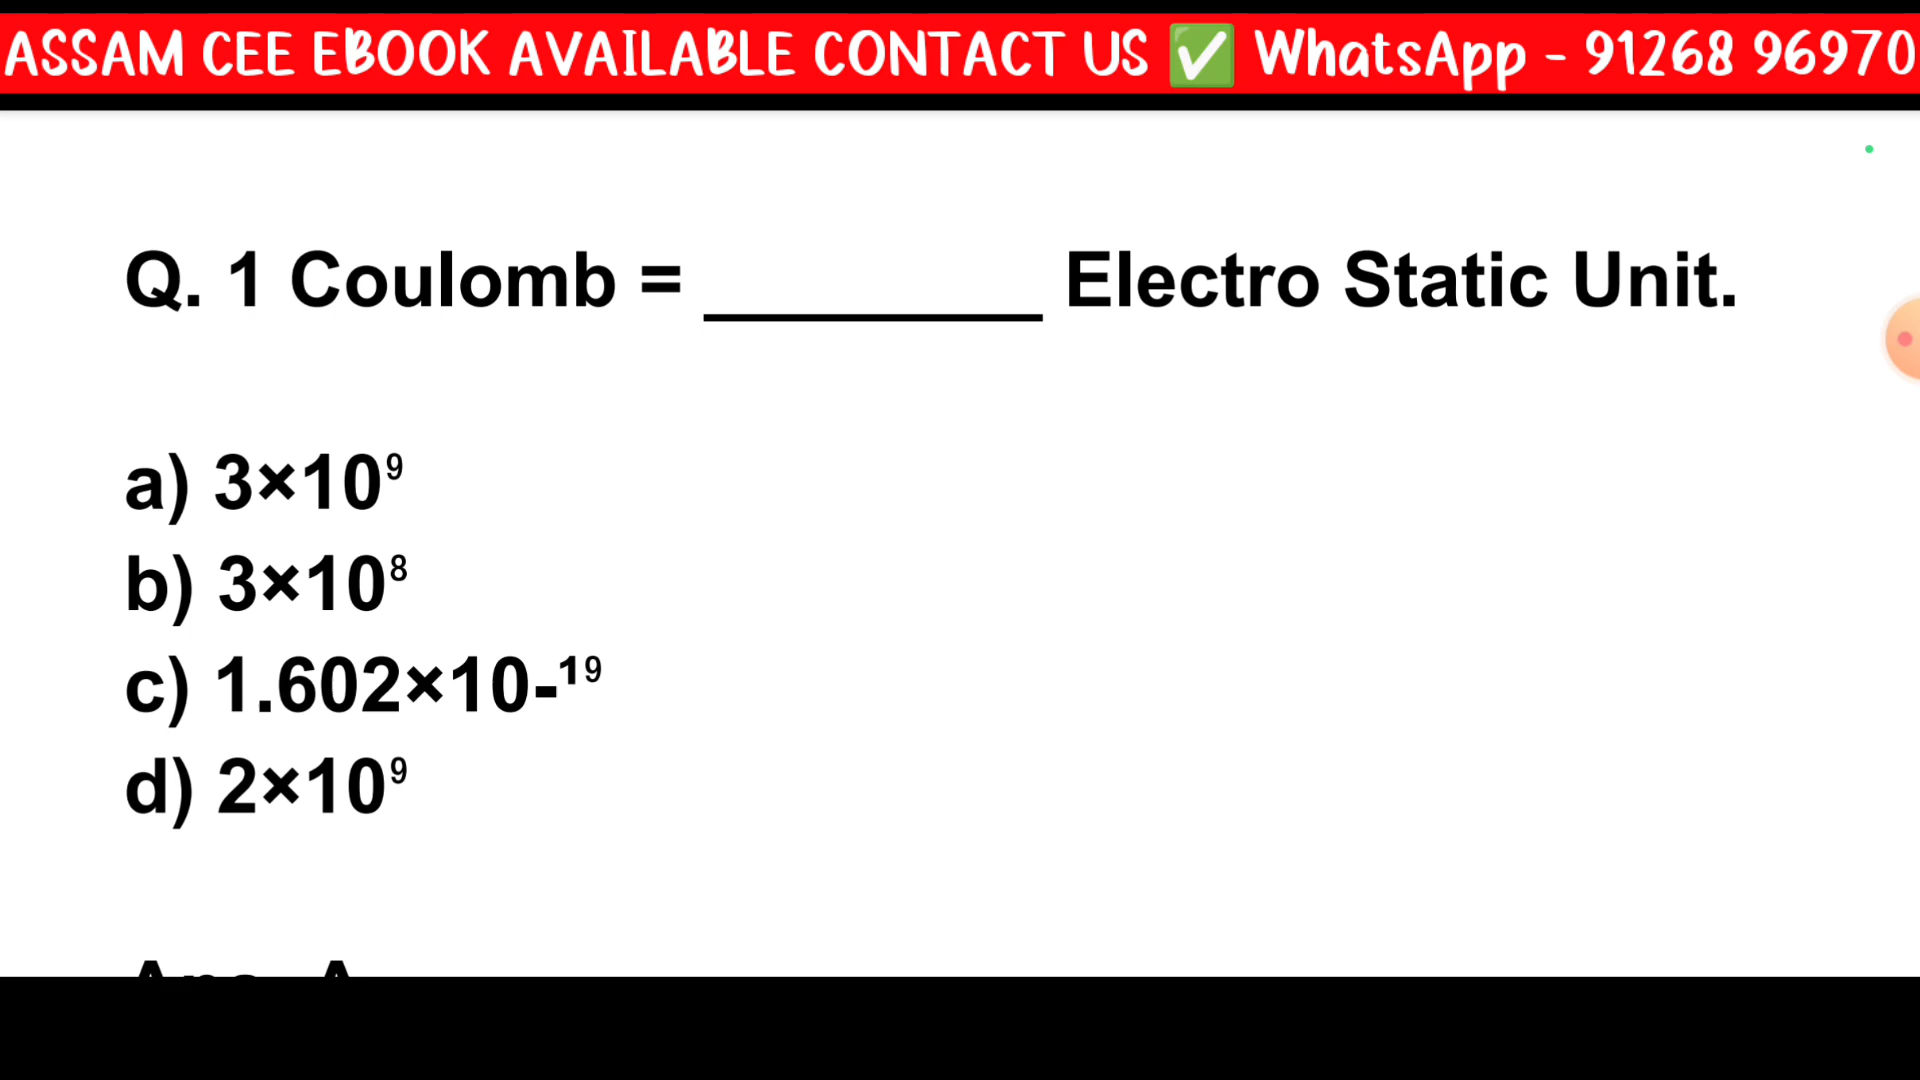 ASSAM CEE EBOOK AVAILABLE CONTACT US ✅ WhatsApp - 91268 96970
Q. 1 Coulomb = ________ Electro Static Unit.
a) 3×10⁹
b) 3×10⁸
c) 1.602×10-¹⁹
d) 2×10⁹